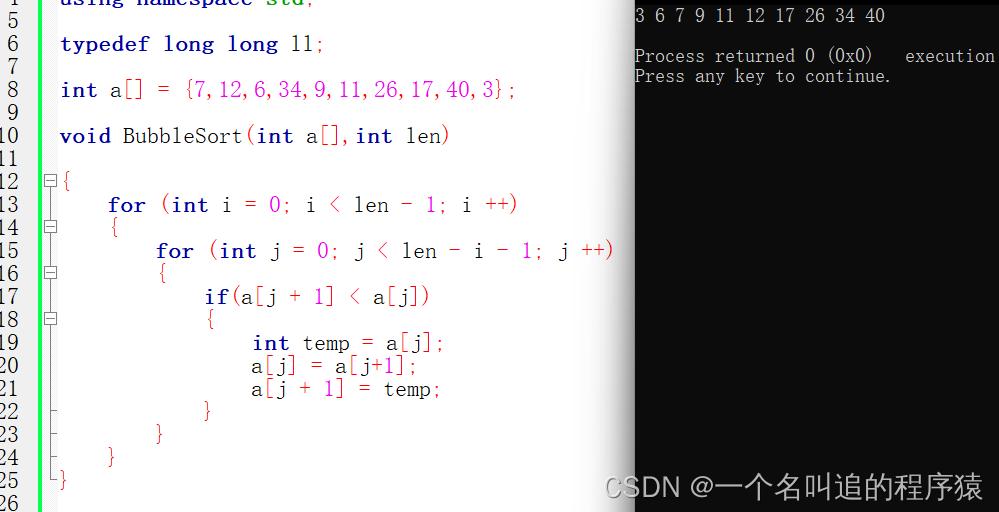 using namespace std;
5
6 typedef long long ll;
7
8 int a[] = {7,12,6,34,9,11,26,17,40,3};
9
10 void BubbleSort(int a[],int len)
11
12 {
13 for (int i = 0; i < len - 1; i ++)
14 {
15 for (int j = 0; j < len - i - 1; j ++)
16 {
17 if(a[j + 1] < a[j])
18 {
19 int temp = a[j];
20 a[j] = a[j+1];
21 a[j + 1] = temp;
22 }
23 }
24 }
25 }
26
3 6 7 9 11 12 17 26 34 40
Process returned 0 (0x0) execution
Press any key to continue.
CSDN @一个名叫追的程序猿